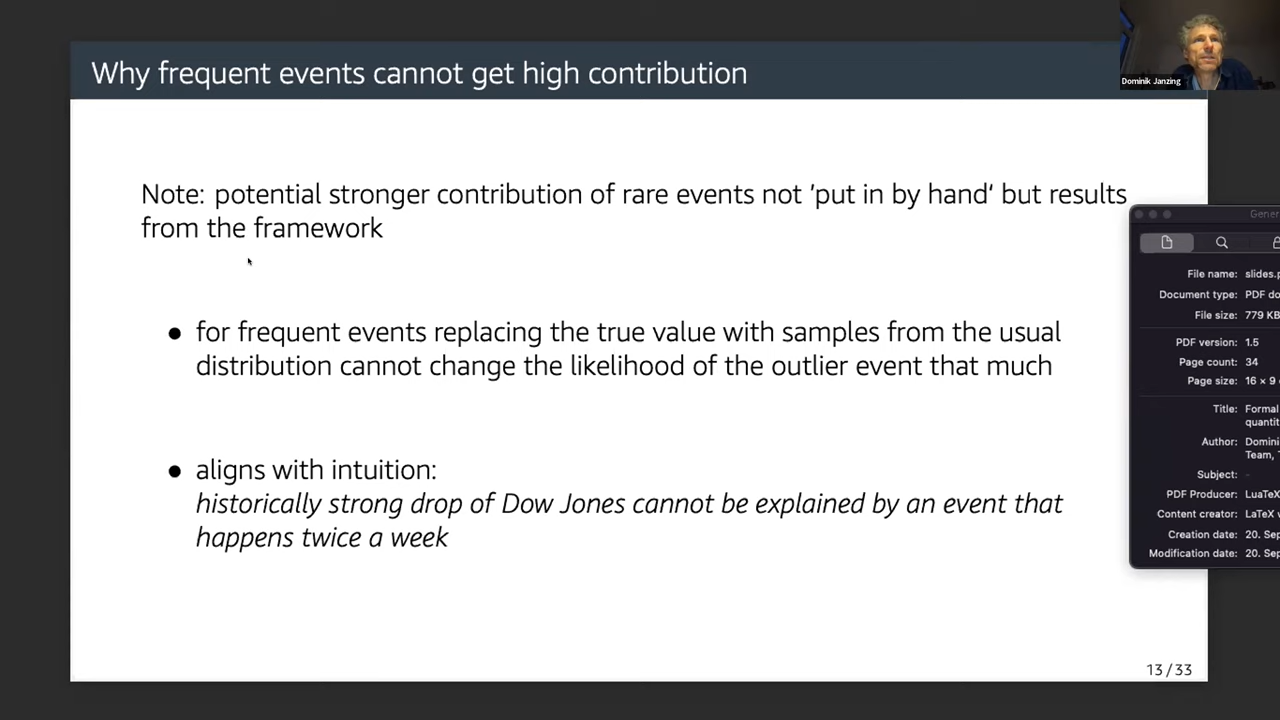 Why frequent events cannot get high contribution
Dominik Janzing
Note: potential stronger contribution of rare events not 'put in by hand' but results
from the framework
● for frequent events replacing the true value with samples from the usual
distribution cannot change the likelihood of the outlier event that much
● aligns with intuition:
historically strong drop of Dow Jones cannot be explained by an event that
happens twice a week
13/33
Gener
File name: slides.p
Document type: PDF do
File size: 779 KB
PDF version: 1.5
Page count: 34
Page size: 16 × 9
Title: Formal
quantit
Author: Domini
Team, T
Subject: -
PDF Producer: LuaTeX
Content creator: LaTeX v
Creation date: 20. Sep
Modification date: 20. Sep